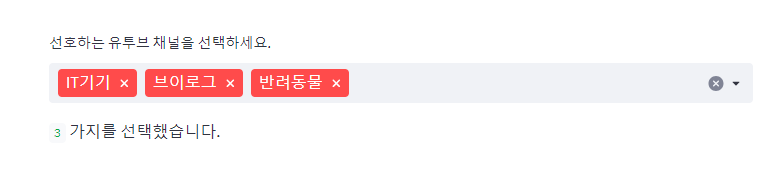 선호하는 유투브 채널을 선택하세요.
IT기기 × 브이로그 × 반려동물 ×
3 가지를 선택했습니다.